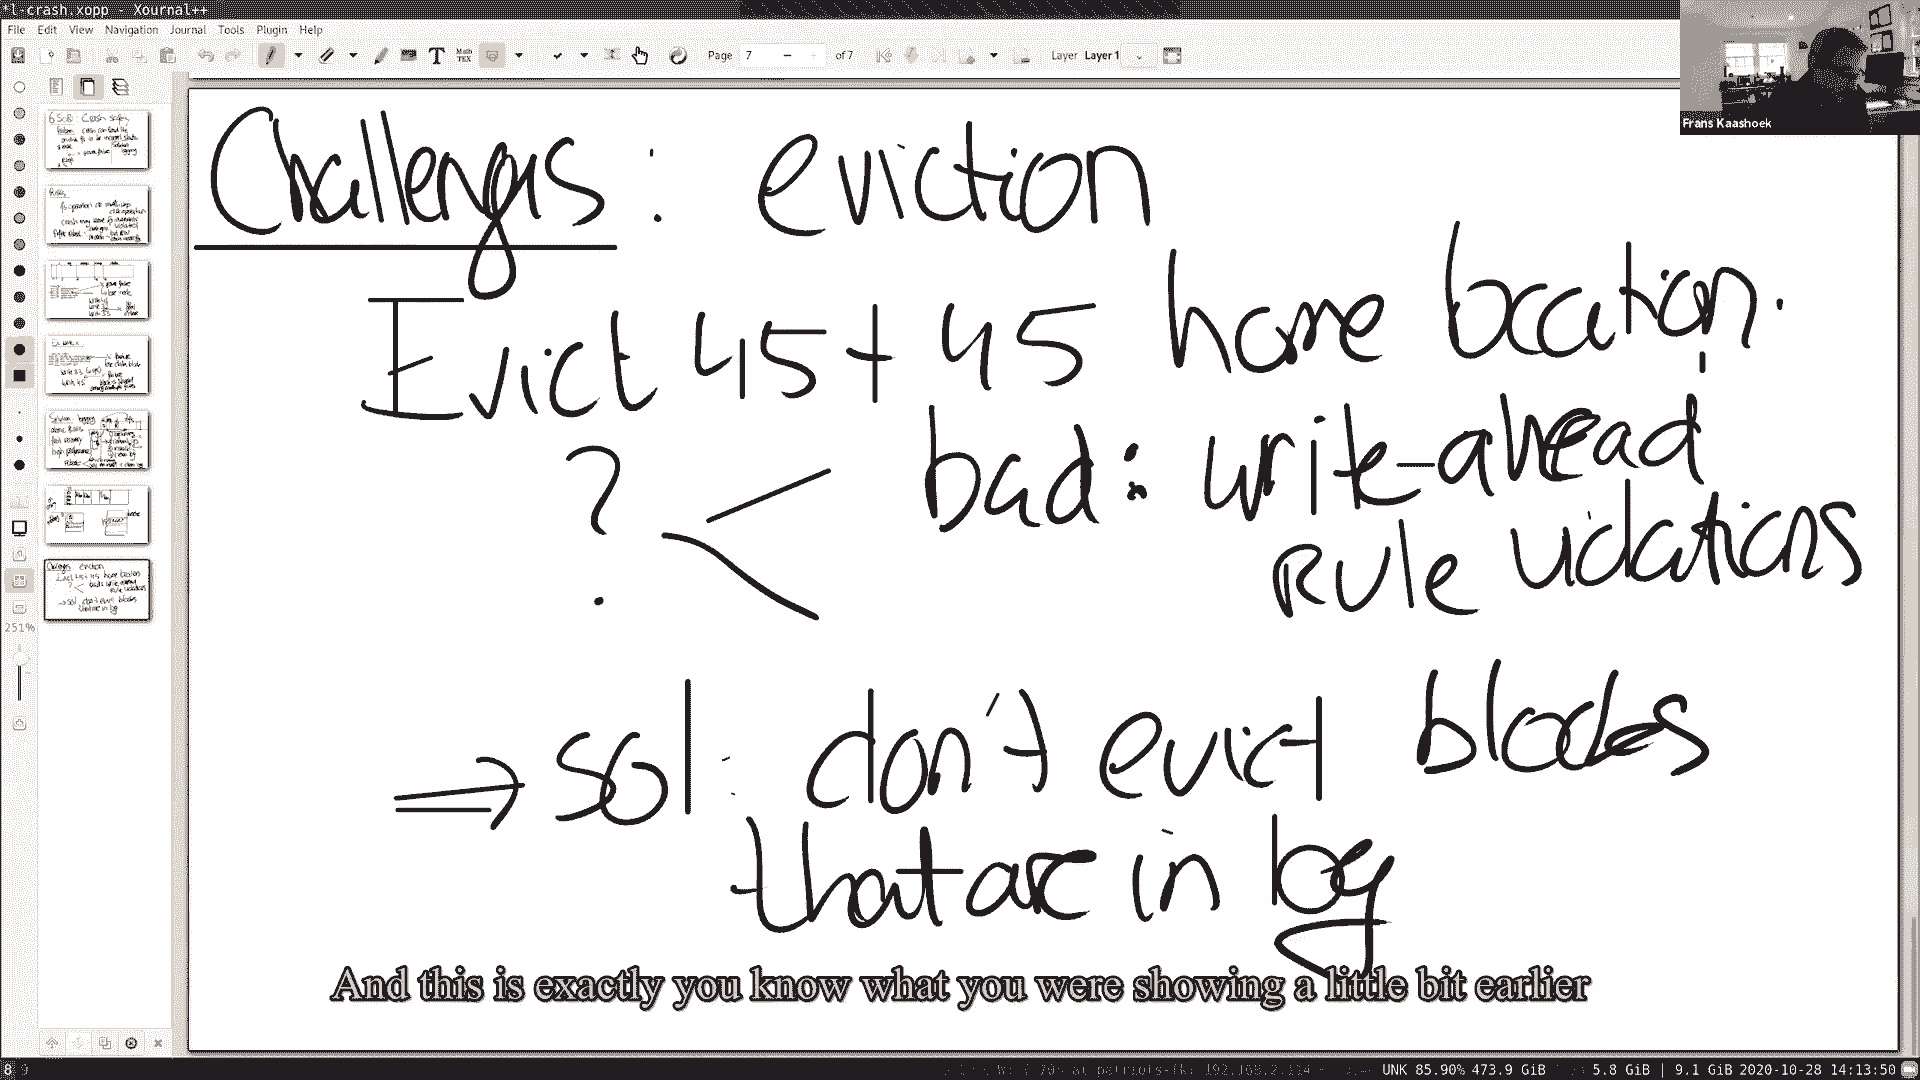 *l-crash.xopp - Xournal++
File Edit View Navigation Journal Tools Plugin Help
Page 7 of 7 Layer Layer 1
Frans Kaashoek
251%
Challenges : eviction
Evict 45 + 45 home location.
? bad: write-ahead
Rule violations
⇒ sol: don't evict blocks
that are in log
And this is exactly you know what you were showing a little bit earlier
8 9
UNK 85.90% 473.9 GiB 5.8 GiB | 9.1 GiB 2020-10-28 14:13:50